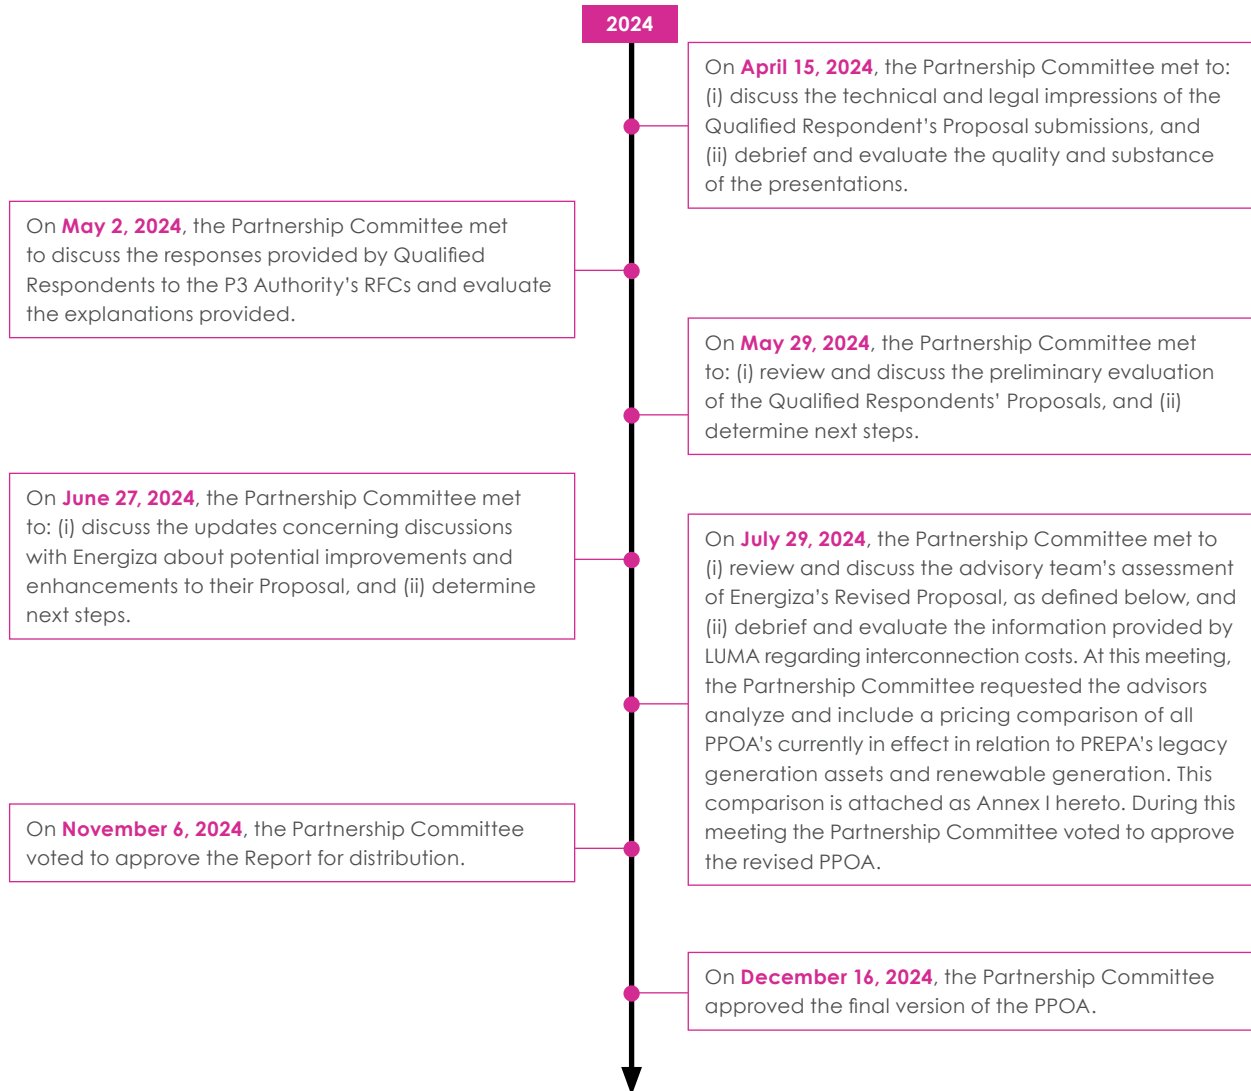 2024
On April 15, 2024, the Partnership Committee met to:
(i) discuss the technical and legal impressions of the
Qualified Respondent's Proposal submissions, and
(ii) debrief and evaluate the quality and substance
of the presentations.
On May 2, 2024, the Partnership Committee met
to discuss the responses provided by Qualified
Respondents to the P3 Authority's RFCs and evaluate
the explanations provided.
On May 29, 2024, the Partnership Committee met
to: (i) review and discuss the preliminary evaluation
of the Qualified Respondents' Proposals, and (ii)
determine next steps.
On June 27, 2024, the Partnership Committee met
to: (i) discuss the updates concerning discussions
with Energiza about potential improvements and
enhancements to their Proposal, and (ii) determine
next steps.
On July 29, 2024, the Partnership Committee met to
(i) review and discuss the advisory team's assessment
of Energiza's Revised Proposal, as defined below, and
(ii) debrief and evaluate the information provided by
LUMA regarding interconnection costs. At this meeting,
the Partnership Committee requested the advisors
analyze and include a pricing comparison of all
PPOA's currently in effect in relation to PREPA's legacy
generation assets and renewable generation. This
comparison is attached as Annex I hereto. During this
meeting the Partnership Committee voted to approve
the revised PPOA.
On November 6, 2024, the Partnership Committee
voted to approve the Report for distribution.
On December 16, 2024, the Partnership Committee
approved the final version of the PPOA.